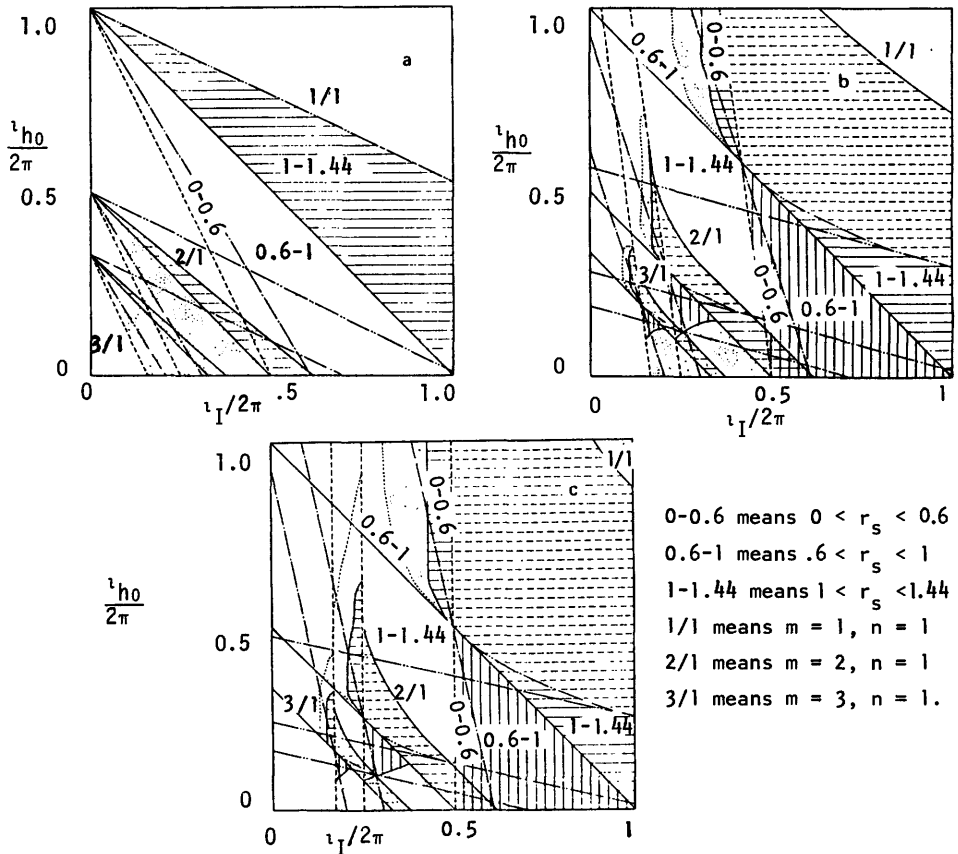 1.0
a
1/1
ιh0
2π
1-1.44
0.5
0-0.6
0.6-1
2/1
3/1
0
0
.5
1.0
ιI/2π
1.0
0-0.6
1/1
b
ιh0
2π
1-1.44
0.5
2/1
3/1
0-0.6
0.6-1
1-1.44
0
0
0.5
1
ιI/2π
1.0
1/1
c
0-0.6
0.6-1
ιh0
2π
0.5
1-1.44
2/1
3/1
0-0.6
0.6-1
1-1.44
0
0
ιI/2π
0.5
1
0-0.6 means 0 < rs < 0.6
0.6-1 means .6 < rs < 1
1-1.44 means 1 < rs <1.44
1/1 means m = 1, n = 1
2/1 means m = 2, n = 1
3/1 means m = 3, n = 1.